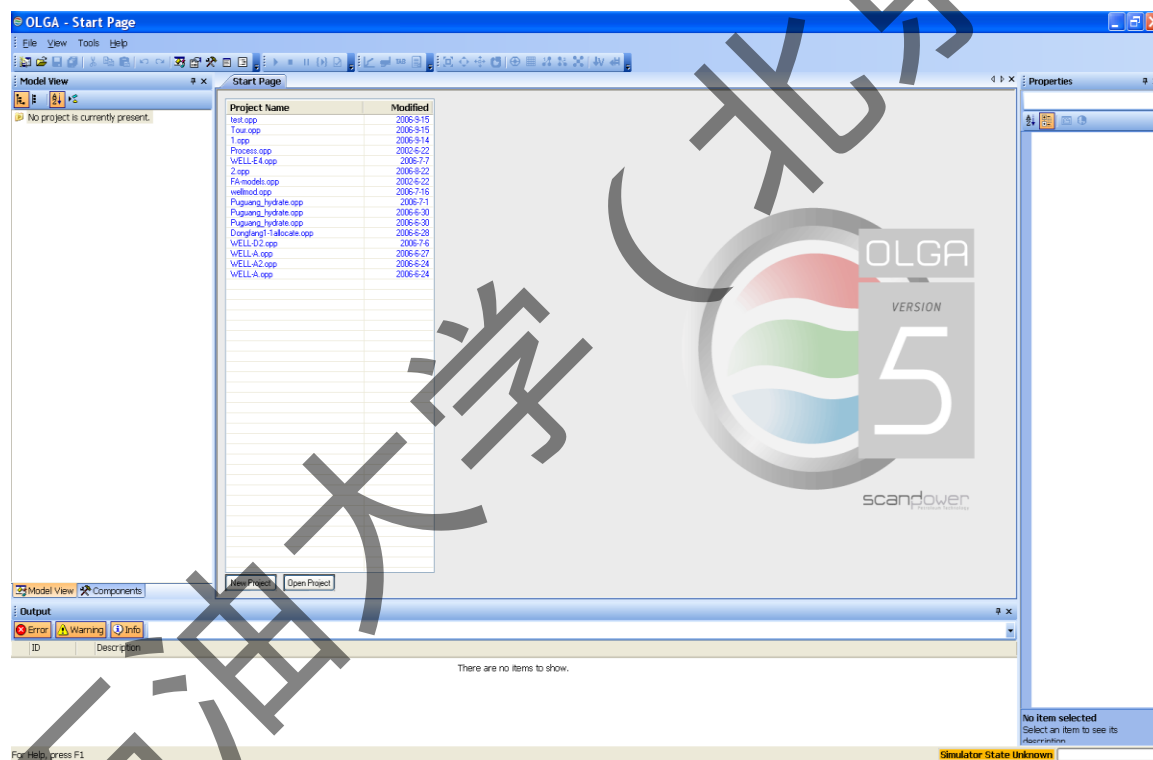 OLGA - Start Page
File View Tools Help
Model View
Start Page
Properties
No project is currently present.
Project Name Modified
test.opp 2006-9-15
Tour.opp 2006-9-15
1.opp 2006-9-14
Process.opp 2002-6-22
WELL-E4.opp 2006-7-7
2.opp 2006-8-22
FA-models.opp 2002-6-22
wellmod.opp 2006-7-16
Puguang_hydrate.opp 2006-7-1
Puguang_hydrate.opp 2006-6-30
Puguang_hydrate.opp 2006-6-30
Dongfang1-1allocate.opp 2006-6-28
WELL-D2.opp 2006-7-6
WELL-A.opp 2006-6-27
WELL-A2.opp 2006-6-24
WELL-A.opp 2006-6-24
OLGA
VERSION
5
scandpower
Petroleum Technology
New Project Open Project
Model View Components
Output
Error Warning Info
ID Description
There are no items to show.
No item selected
Select an item to see its
description
For Help, press F1
Simulator State Unknown
石油大学（北京